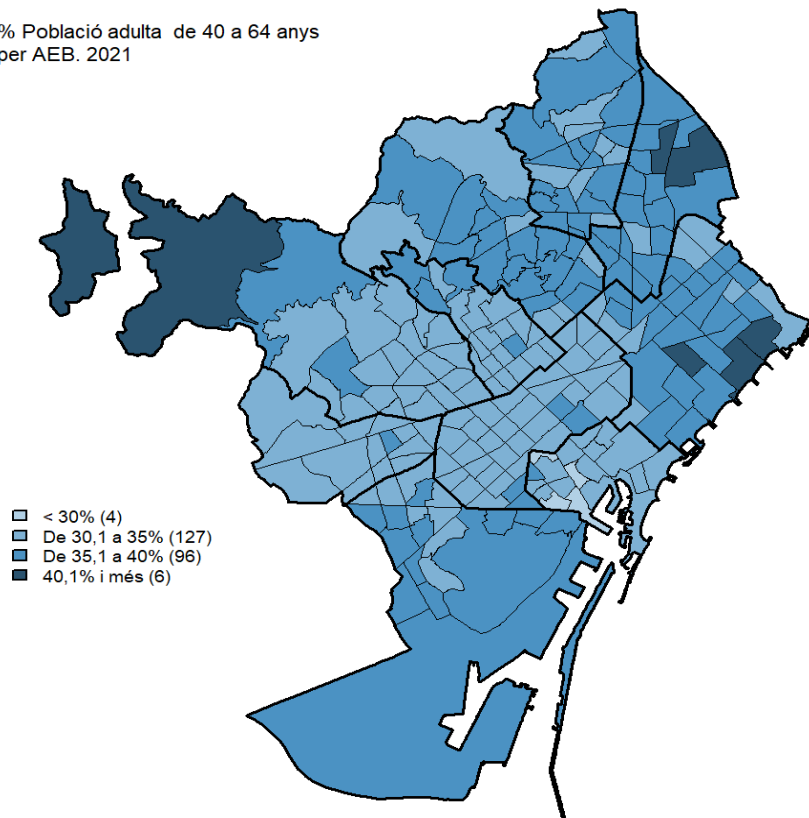 % Població adulta de 40 a 64 anys
per AEB. 2021
< 30% (4)
De 30,1 a 35% (127)
De 35,1 a 40% (96)
40,1% i més (6)